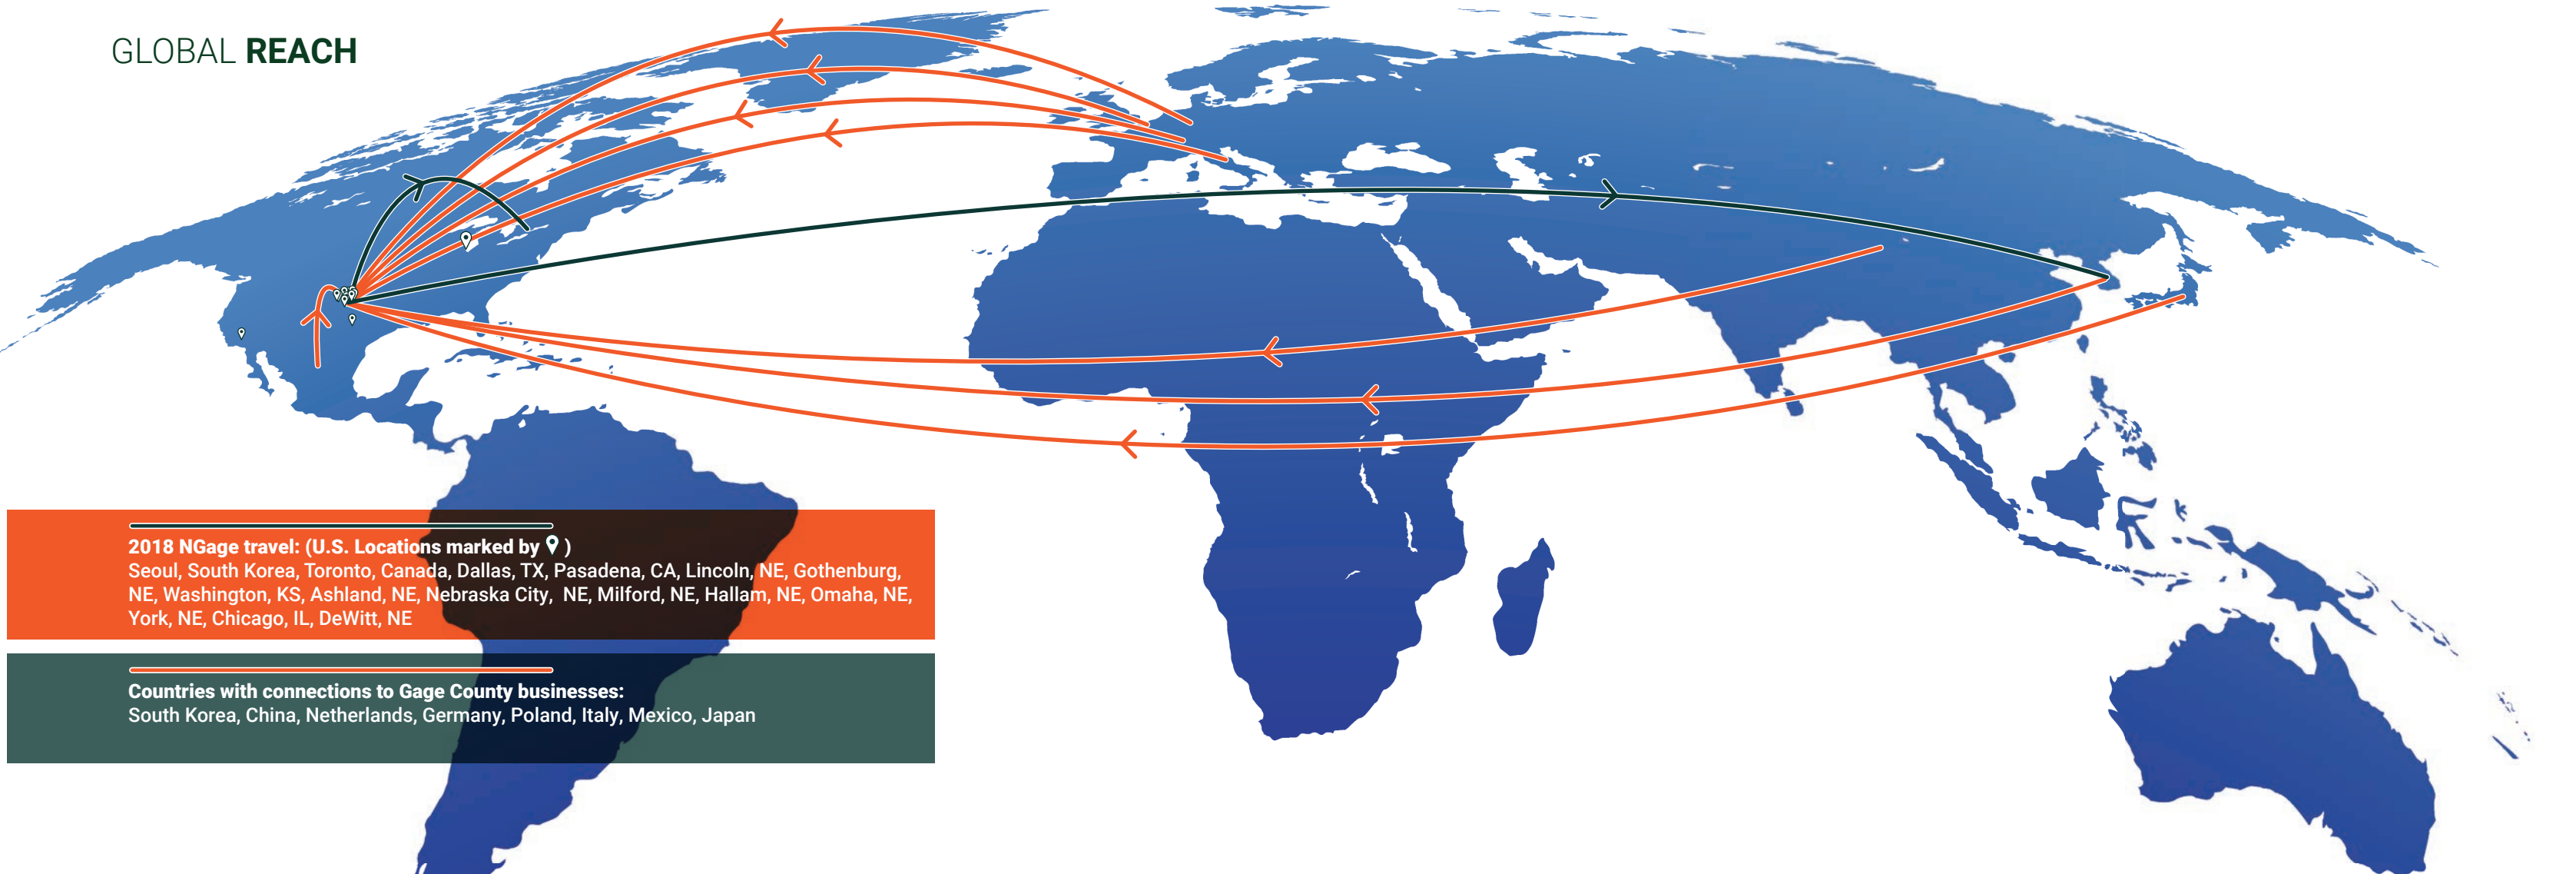 GLOBAL REACH
2018 NGage travel: (U.S. Locations marked by )
Seoul, South Korea, Toronto, Canada, Dallas, TX, Pasadena, CA, Lincoln, NE, Gothenburg,
NE, Washington, KS, Ashland, NE, Nebraska City, NE, Milford, NE, Hallam, NE, Omaha, NE,
York, NE, Chicago, IL, DeWitt, NE
Countries with connections to Gage County businesses:
South Korea, China, Netherlands, Germany, Poland, Italy, Mexico, Japan